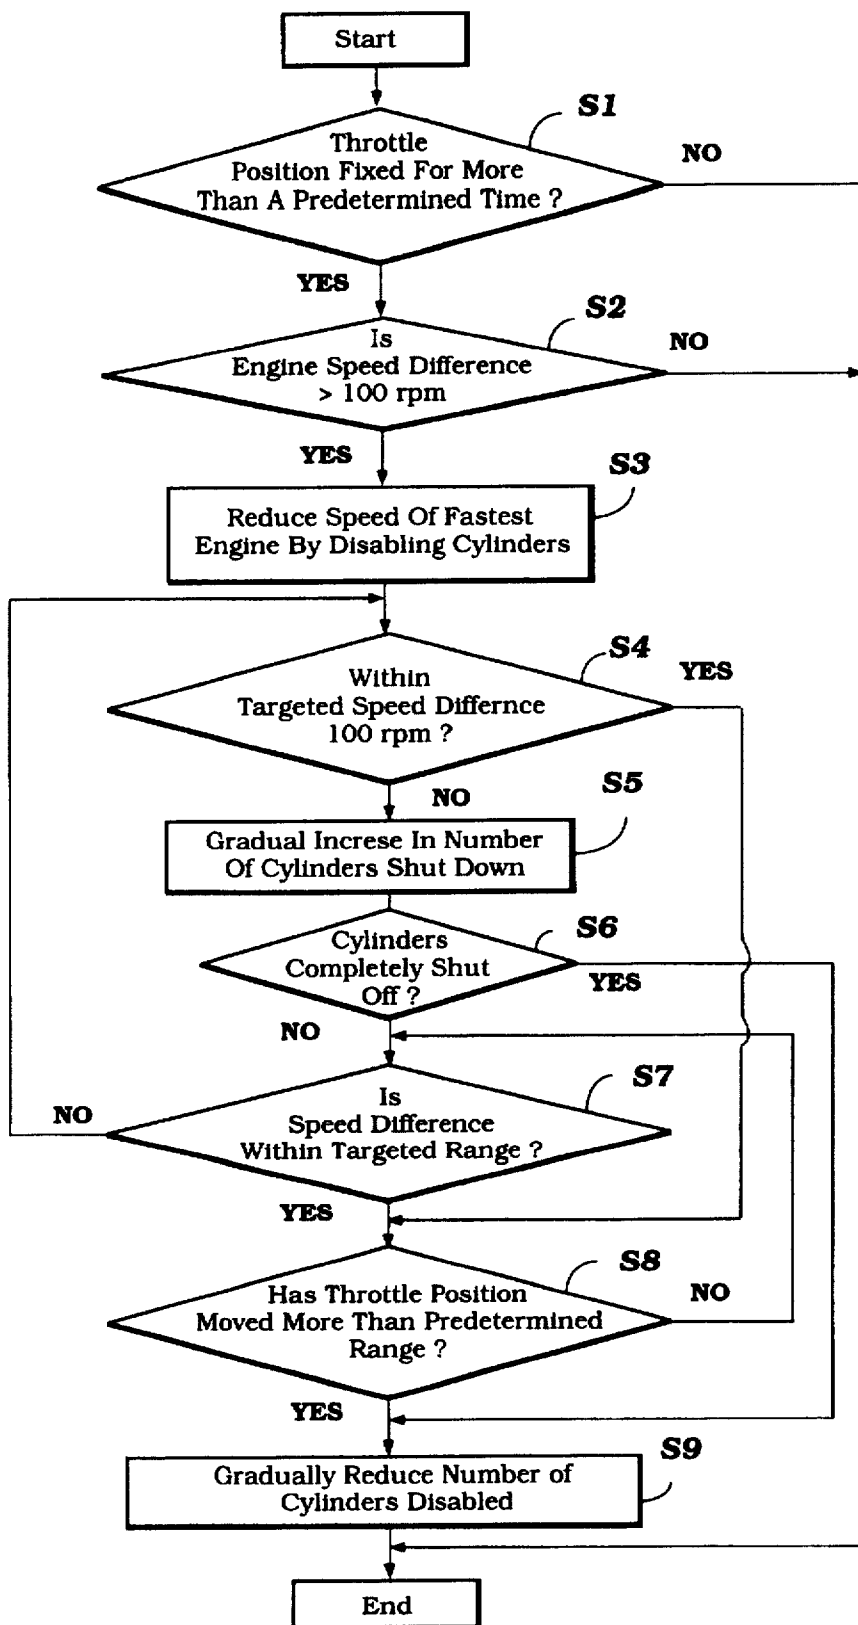 Start
S1
Throttle
Position Fixed For More
Than A Predetermined Time ?
NO
YES
S2
Is
Engine Speed Difference
> 100 rpm
NO
YES
S3
Reduce Speed Of Fastest
Engine By Disabling Cylinders
S4
Within
Targeted Speed Differnce
100 rpm ?
YES
NO
S5
Gradual Increse In Number
Of Cylinders Shut Down
S6
Cylinders
Completely Shut
Off ?
YES
NO
S7
Is
Speed Difference
Within Targeted Range ?
NO
YES
S8
Has Throttle Position
Moved More Than Predetermined
Range ?
NO
YES
S9
Gradually Reduce Number of
Cylinders Disabled
End